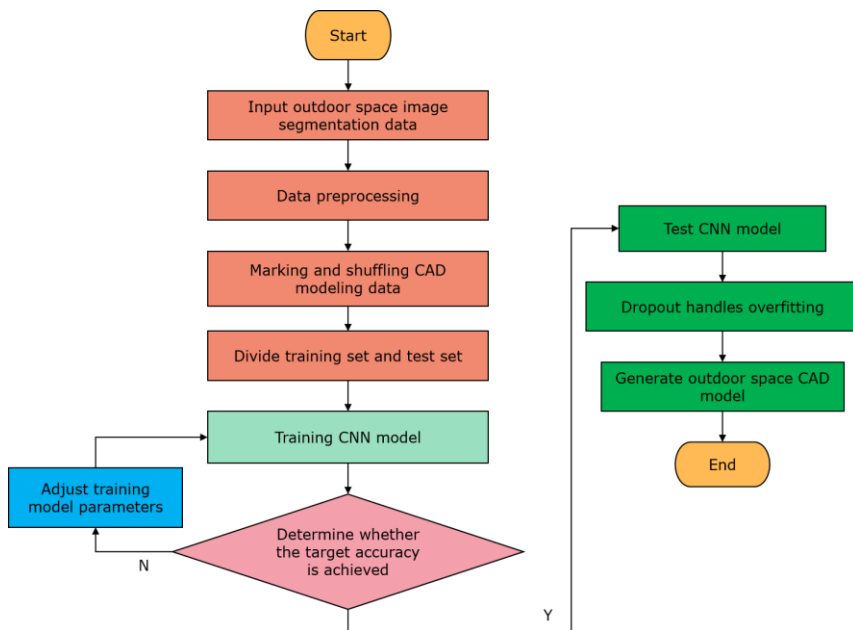 Start
Input outdoor space image
segmentation data
Data preprocessing
Marking and shuffling CAD
modeling data
Divide training set and test set
Training CNN model
Adjust training
model parameters
Determine whether
the target accuracy
is achieved
N
Y
Test CNN model
Dropout handles overfitting
Generate outdoor space CAD
model
End